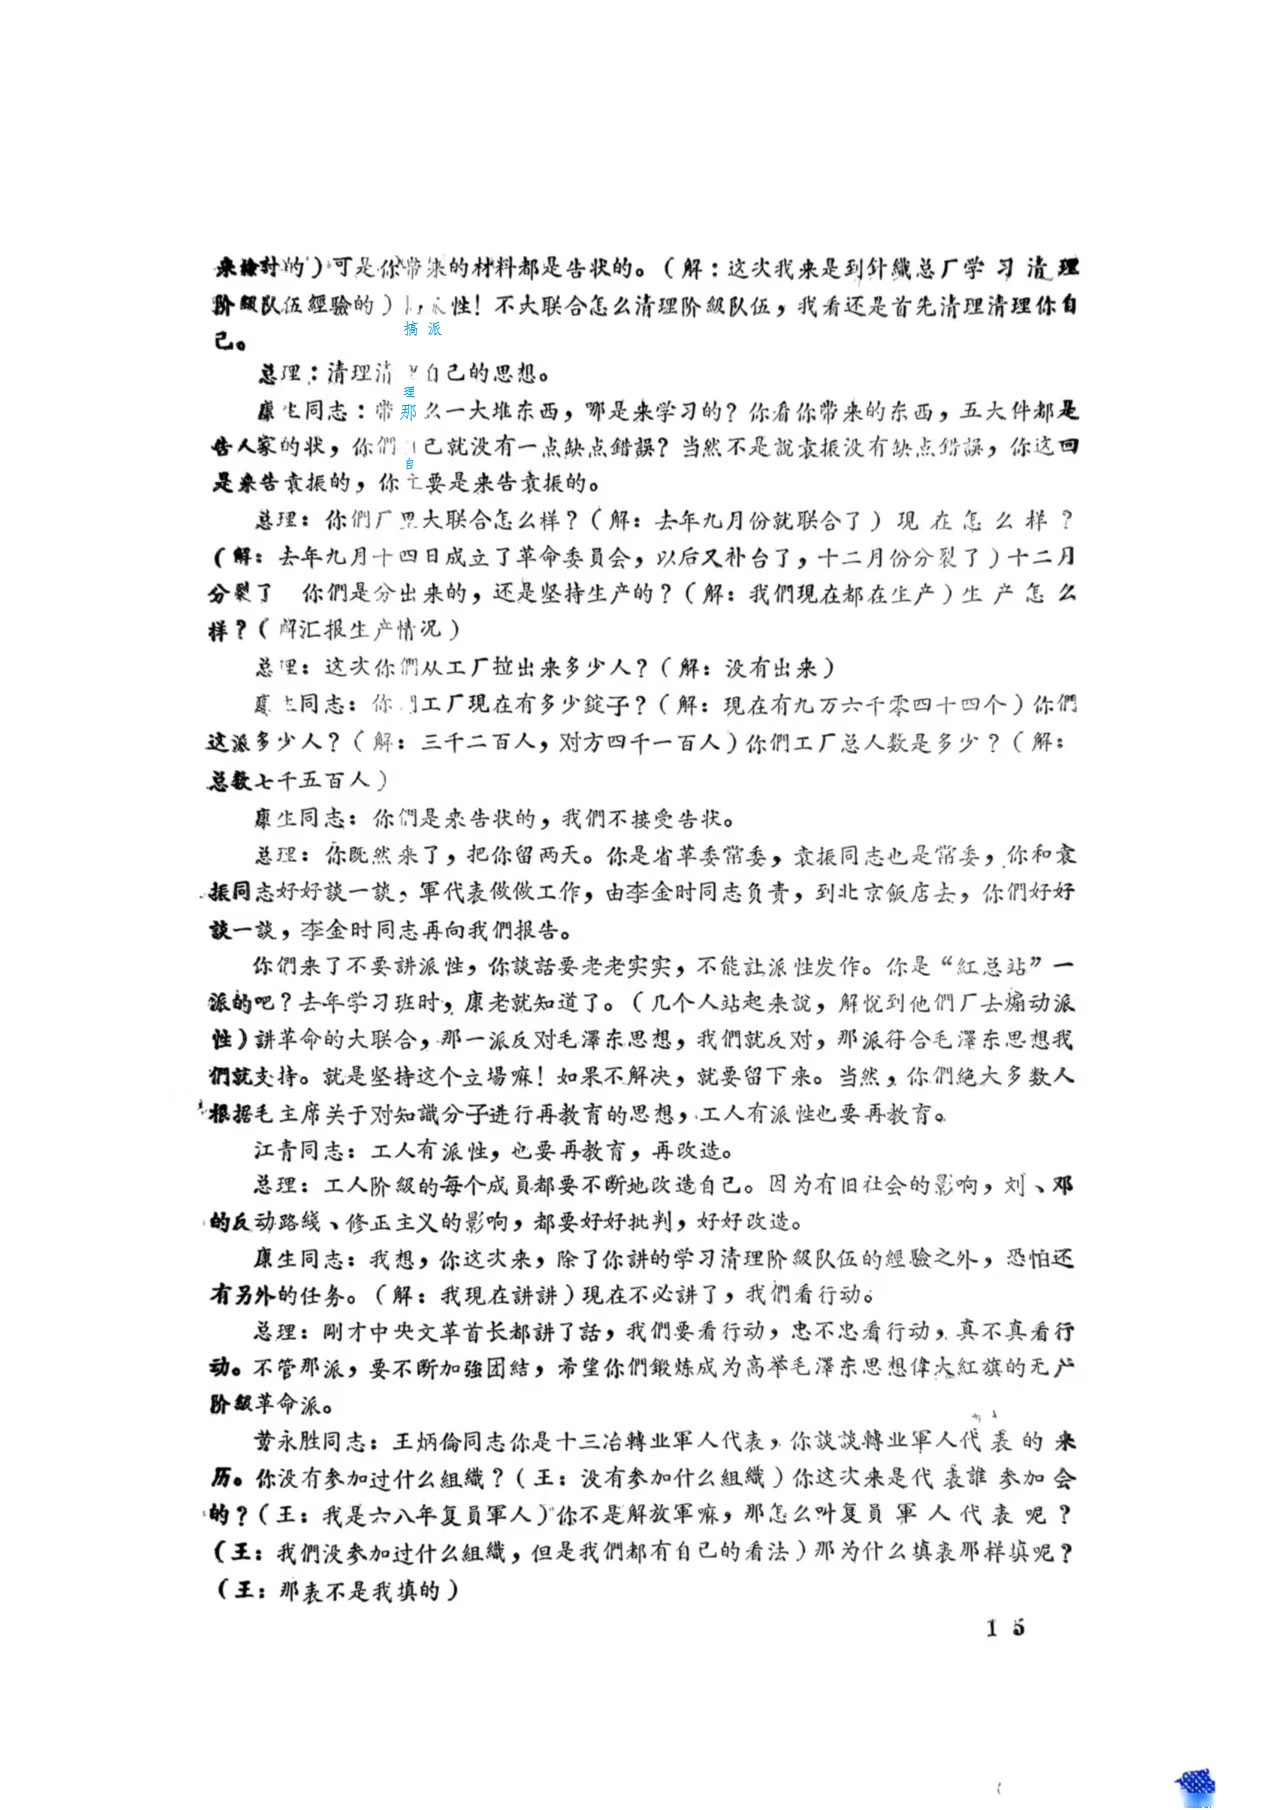 来檢討的）可是你带来的材料都是告状的。（解：这次我来是到針織总厂学习清理
阶級队伍經驗的）搞派性！不大联合怎么清理阶級队伍，我看还是首先清理清理你自
搞 派
己。
总理：清理清理自己的思想。
理
康生同志：带那么一大堆东西，哪是来学习的？你看你带来的东西，五大件都是
那
告人家的状，你們自己就没有一点缺点錯誤？当然不是說袁振没有缺点錯誤，你这回
自
是来告袁振的，你主要是来告袁振的。
总理：你們厂里大联合怎么样？（解：去年九月份就联合了）現在怎么样？
（解：去年九月十四日成立了革命委員会，以后又补台了，十二月份分裂了）十二月
分裂了 你們是分出来的，还是坚持生产的？（解：我們現在都在生产）生产怎么
样？（解汇报生产情况）
总理：这次你們从工厂拉出来多少人？（解：没有出来）
康生同志：你們工厂現在有多少錠子？（解：現在有九万六千零四十四个）你們
这派多少人？（解：三千二百人，对方四千一百人）你們工厂总人数是多少？（解：
总数七千五百人）
康生同志：你們是来告状的，我們不接受告状。
总理：你既然来了，把你留两天。你是省革委常委，袁振同志也是常委，你和袁
振同志好好談一談，軍代表做做工作，由李金时同志負責，到北京飯店去，你們好好
談一談，李金时同志再向我們报告。
你們来了不要講派性，你談話要老老实实，不能让派性发作。你是“紅总站”一
派的吧？去年学习班时，康老就知道了。（几个人站起来說，解悅到他們厂去煽动派
性）講革命的大联合，那一派反对毛澤东思想，我們就反对，那派符合毛澤东思想我
們就支持。就是坚持这个立場嘛！如果不解决，就要留下来。当然，你們絶大多数人
根据毛主席关于对知識分子进行再教育的思想，工人有派性也要再教育。
江青同志：工人有派性，也要再教育，再改造。
总理：工人阶級的每个成員都要不断地改造自己。因为有旧社会的影响，刘、邓
的反动路綫、修正主义的影响，都要好好批判，好好改造。
康生同志：我想，你这次来，除了你講的学习清理阶級队伍的經驗之外，恐怕还
有另外的任务。（解：我現在講講）現在不必講了，我們看行动。
总理：剛才中央文革首长都講了話，我們要看行动，忠不忠看行动，真不真看行
动。不管那派，要不断加強团結，希望你們鍛炼成为高举毛澤东思想偉大紅旗的无产
阶級革命派。
黄永胜同志：王炳倫同志你是十三冶轉业軍人代表，你談談轉业軍人代表的来
历。你没有参加过什么組織？（王：没有参加什么組織）你这次来是代表誰参加会
的？（王：我是六八年复員軍人）你不是解放軍嘛，那怎么叫复員軍人代表呢？
（王：我們没参加过什么組織，但是我們都有自己的看法）那为什么填表那样填呢？
（王：那表不是我填的）
15